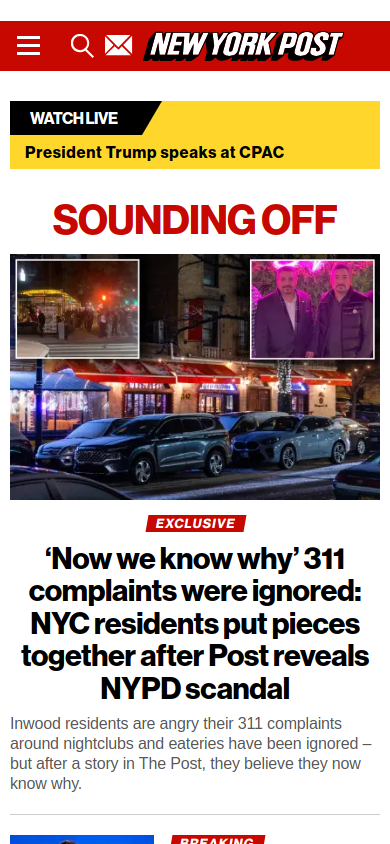 NEW YORK POST
WATCH LIVE
President Trump speaks at CPAC
SOUNDING OFF
EXCLUSIVE
‘Now we know why’ 311
complaints were ignored:
NYC residents put pieces
together after Post reveals
NYPD scandal
Inwood residents are angry their 311 complaints
around nightclubs and eateries have been ignored –
but after a story in The Post, they believe they now
know why.
BREAKING